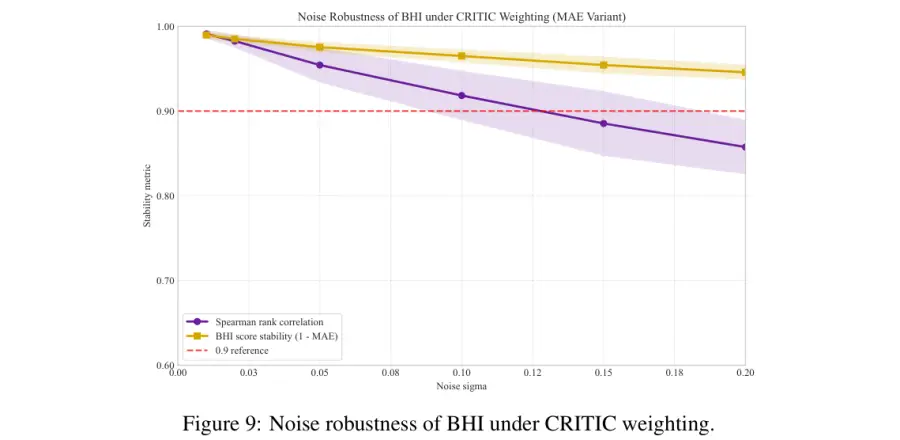 Noise Robustness of BHI under CRITIC Weighting (MAE Variant)
1.00
0.90
0.80
0.70
0.60
Stability metric
Spearman rank correlation
BHI score stability (1 - MAE)
0.9 reference
0.00 0.03 0.05 0.08 0.10 0.12 0.15 0.18 0.20
Noise sigma
Figure 9: Noise robustness of BHI under CRITIC weighting.